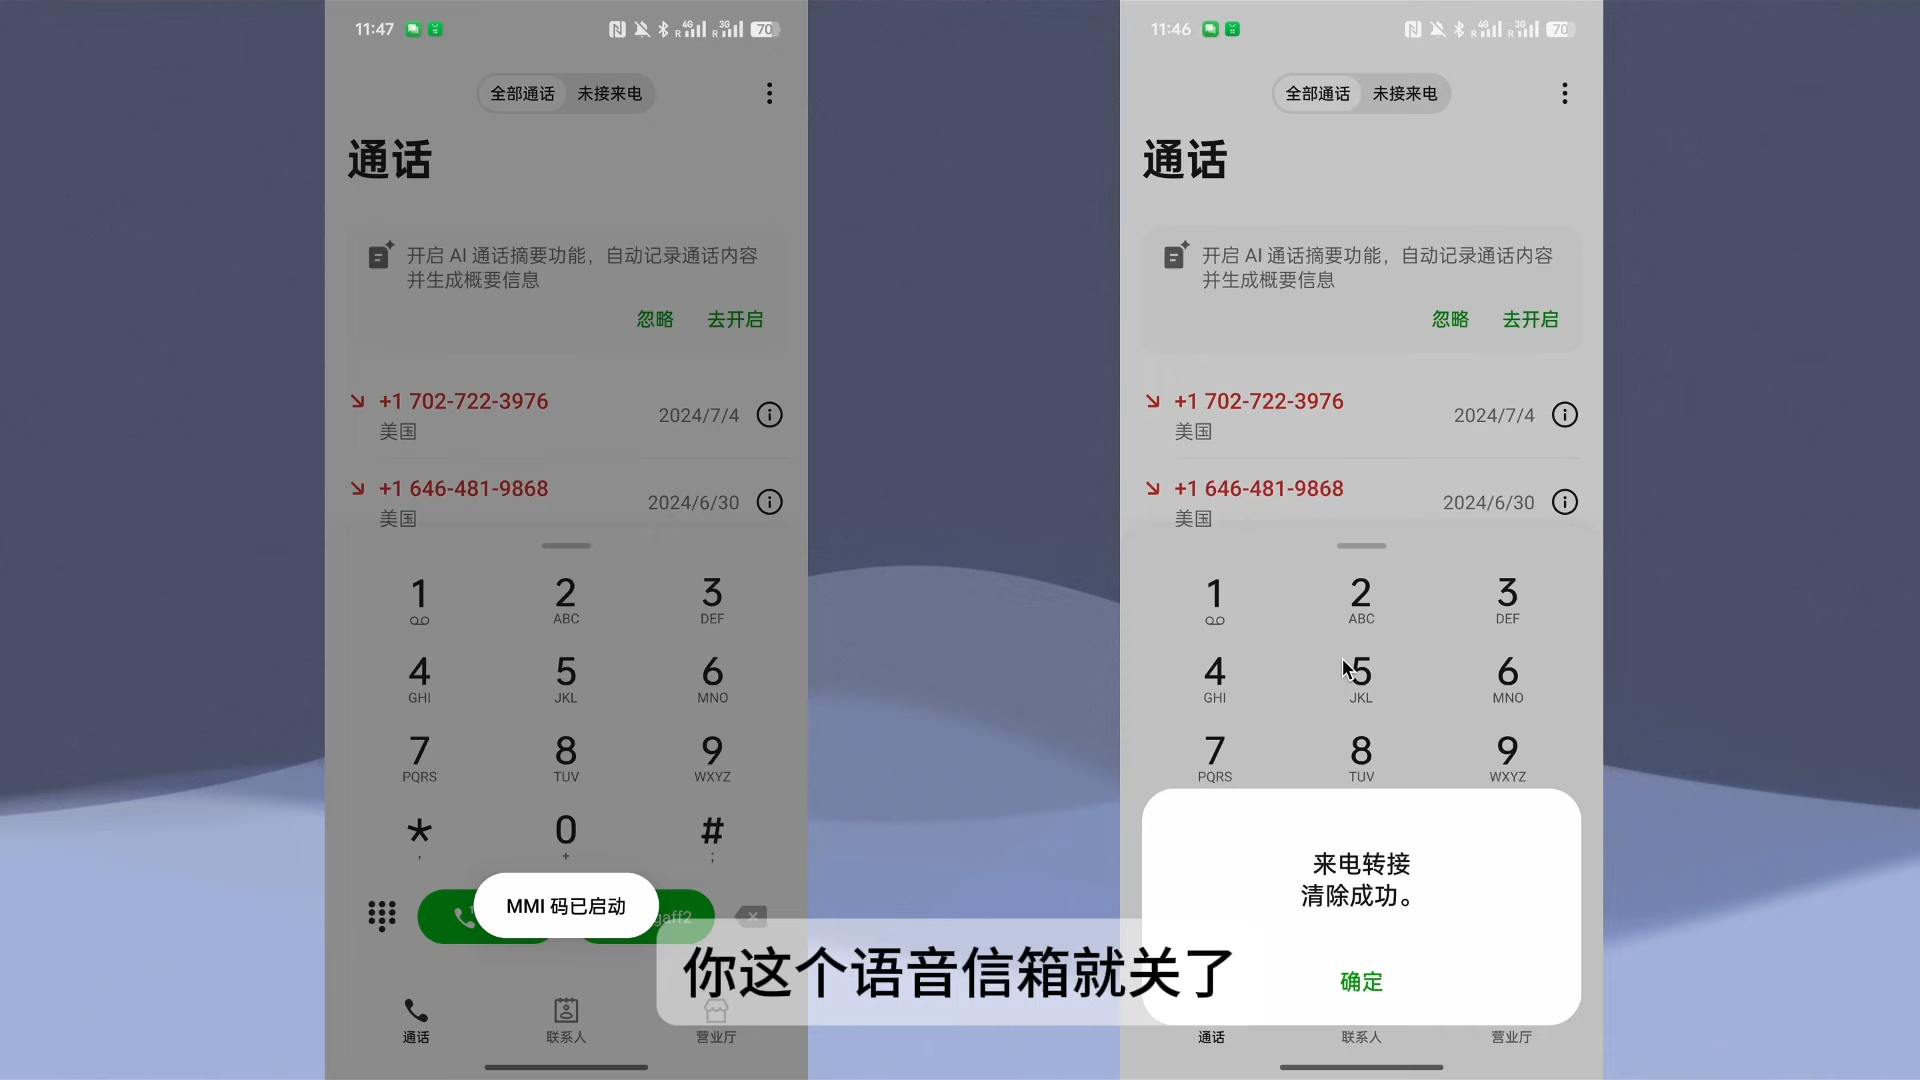 11:47
4G
R
3G
R
70
全部通话
未接来电
通话
开启 AI 通话摘要功能，自动记录通话内容
并生成概要信息
忽略
去开启
+1 702-722-3976
美国
2024/7/4
+1 646-481-9868
美国
2024/6/30
1
2
ABC
3
DEF
4
GHI
5
JKL
6
MNO
7
PQRS
8
TUV
9
WXYZ
*
,
0
+
#
;
MMI 码已启动
gaff2
通话
联系人
营业厅
11:46
4G
R
3G
R
70
全部通话
未接来电
通话
开启 AI 通话摘要功能，自动记录通话内容
并生成概要信息
忽略
去开启
+1 702-722-3976
美国
2024/7/4
+1 646-481-9868
美国
2024/6/30
1
2
ABC
3
DEF
4
GHI
5
JKL
6
MNO
7
PQRS
8
TUV
9
WXYZ
来电转接
清除成功。
确定
通话
联系人
营业厅
你这个语音信箱就关了